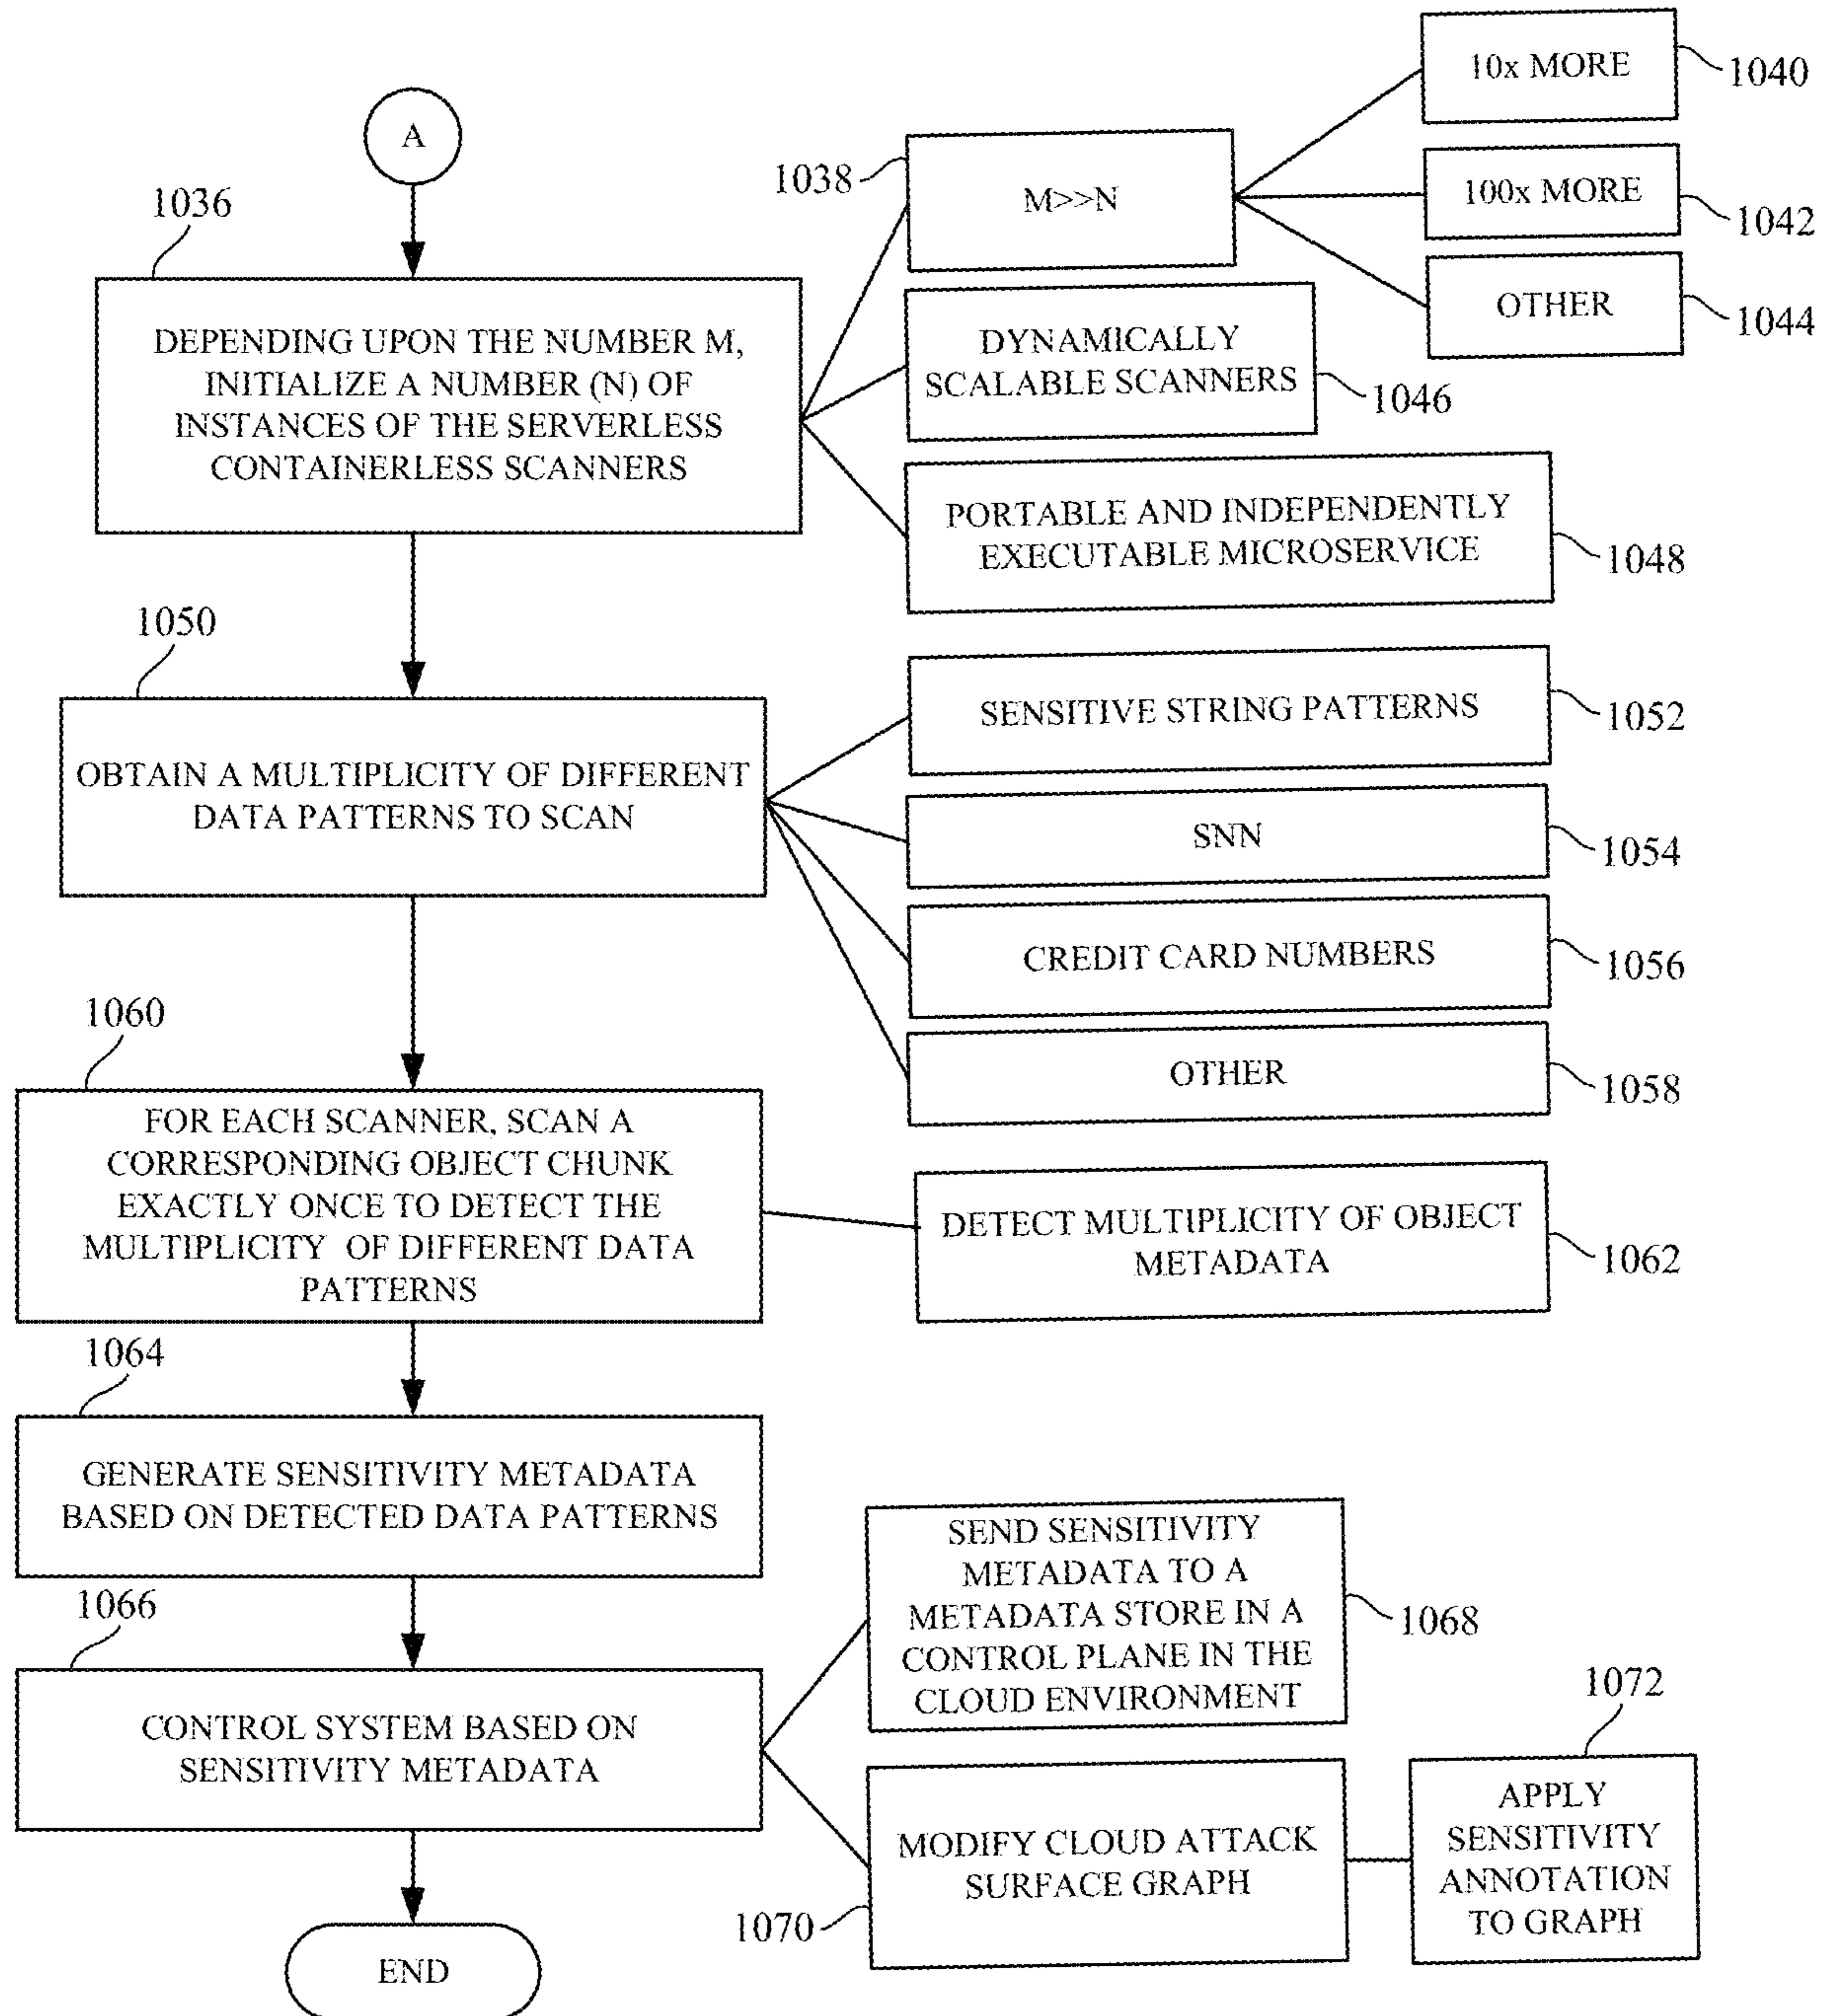 A
1036
DEPENDING UPON THE NUMBER M,
INITIALIZE A NUMBER (N) OF
INSTANCES OF THE SERVERLESS
CONTAINERLESS SCANNERS
1038
M>>N
10x MORE
1040
100x MORE
1042
OTHER
1044
DYNAMICALLY
SCALABLE SCANNERS
1046
PORTABLE AND INDEPENDENTLY
EXECUTABLE MICROSERVICE
1048
1050
OBTAIN A MULTIPLICITY OF DIFFERENT
DATA PATTERNS TO SCAN
SENSITIVE STRING PATTERNS
1052
SNN
1054
CREDIT CARD NUMBERS
1056
OTHER
1058
1060
FOR EACH SCANNER, SCAN A
CORRESPONDING OBJECT CHUNK
EXACTLY ONCE TO DETECT THE
MULTIPLICITY OF DIFFERENT DATA
PATTERNS
DETECT MULTIPLICITY OF OBJECT
METADATA
1062
1064
GENERATE SENSITIVITY METADATA
BASED ON DETECTED DATA PATTERNS
1066
CONTROL SYSTEM BASED ON
SENSITIVITY METADATA
SEND SENSITIVITY
METADATA TO A
METADATA STORE IN A
CONTROL PLANE IN THE
CLOUD ENVIRONMENT
1068
MODIFY CLOUD ATTACK
SURFACE GRAPH
1070
1072
APPLY
SENSITIVITY
ANNOTATION
TO GRAPH
END